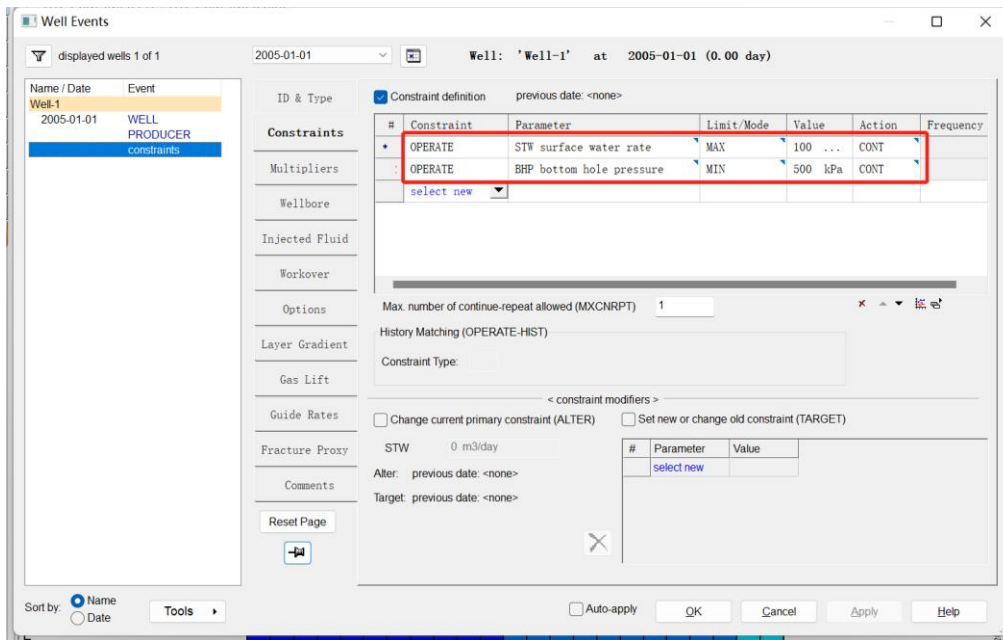 Well Events
displayed wells 1 of 1
2005-01-01
Well: 'Well-1' at 2005-01-01 (0.00 day)
Name / Date Event
Well-1
2005-01-01 WELL
PRODUCER
constraints
ID & Type
Constraints
Multipliers
Wellbore
Injected Fluid
Workover
Options
Layer Gradient
Gas Lift
Guide Rates
Fracture Proxy
Comments
Reset Page
Constraint definition previous date: <none>
# Constraint Parameter Limit/Mode Value Action Frequency
* OPERATE STW surface water rate MAX 100 ... CONT
: OPERATE BHP bottom hole pressure MIN 500 kPa CONT
select new
Max. number of continue-repeat allowed (MXCNRPT) 1
History Matching (OPERATE-HIST)
Constraint Type:
< constraint modifiers >
Change current primary constraint (ALTER)
STW 0 m3/day
Alter: previous date: <none>
Target: previous date: <none>
Set new or change old constraint (TARGET)
# Parameter Value
select new
Sort by: Name
Date
Tools
Auto-apply
OK
Cancel
Apply
Help